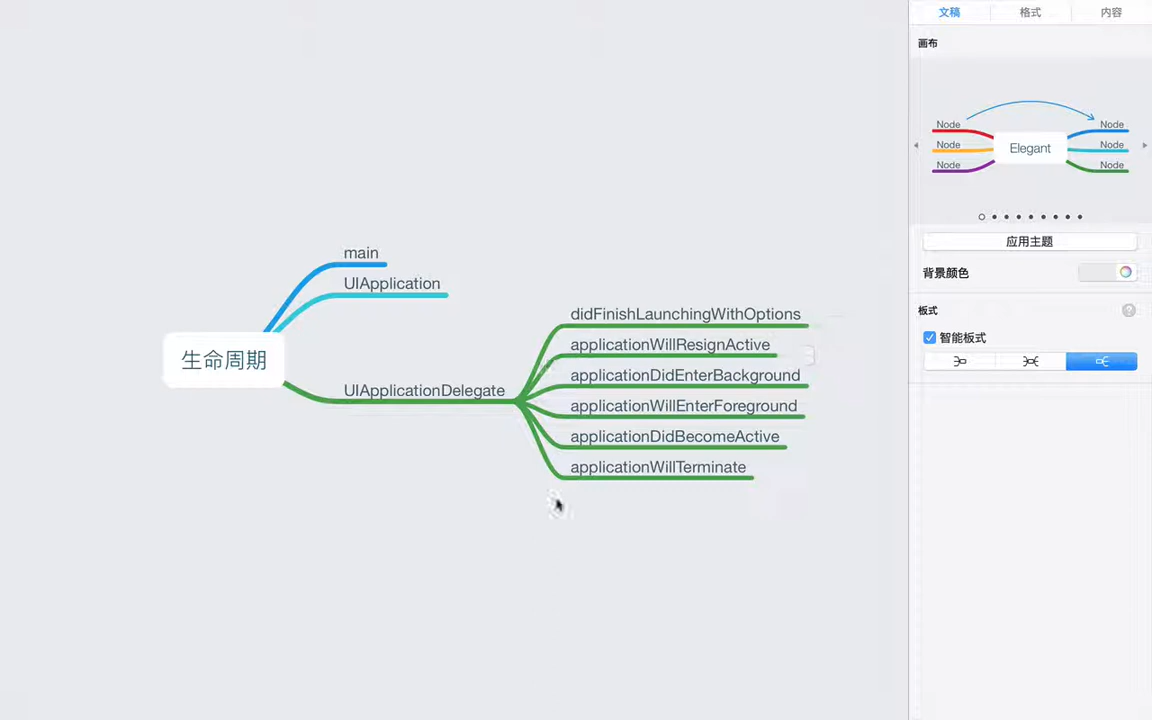 文稿
格式
内容
画布
Node
Node
Node
Elegant
Node
Node
Node
应用主题
背景颜色
板式
?
智能板式
main
UIApplication
生命周期
UIApplicationDelegate
didFinishLaunchingWithOptions
applicationWillResignActive
applicationDidEnterBackground
applicationWillEnterForeground
applicationDidBecomeActive
applicationWillTerminate